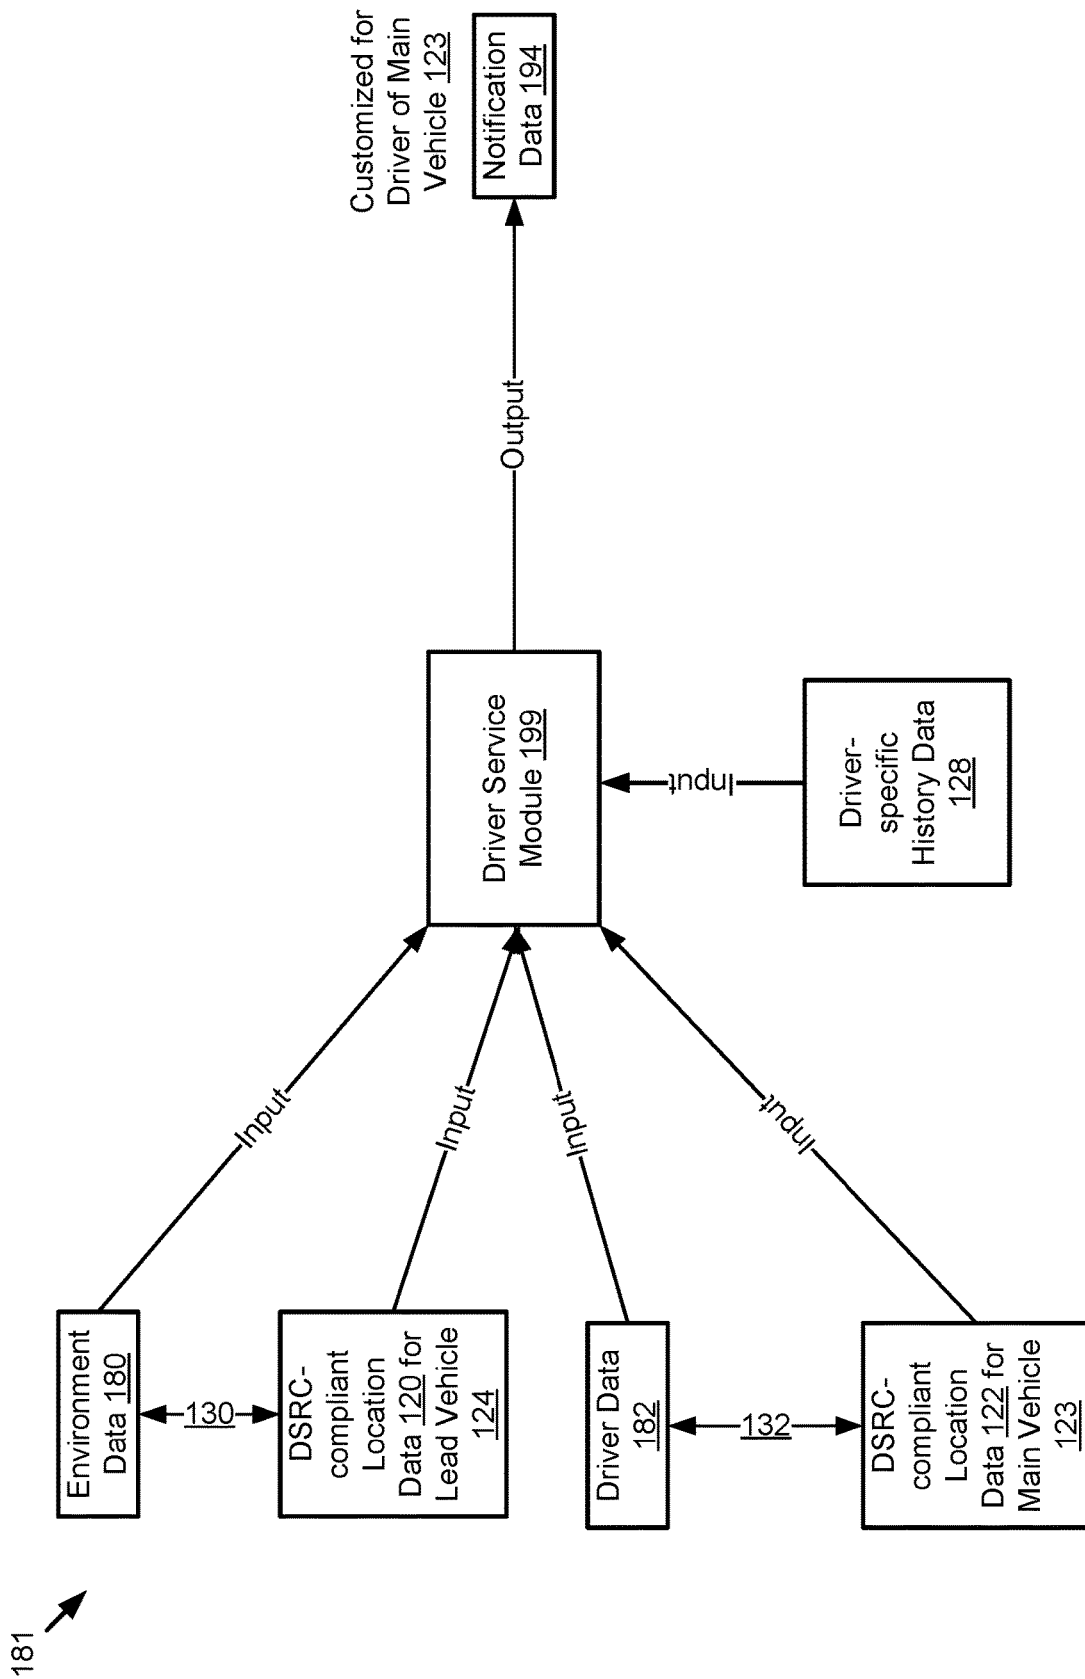 181
Environment
Data 180
130
DSRC-
compliant
Location
Data 120 for
Lead Vehicle
124
Driver Data
182
132
DSRC-
compliant
Location
Data 122 for
Main Vehicle
123
Input
Input
Input
Input
Driver Service
Module 199
Input
Driver-
specific
History Data
128
Output
Customized for
Driver of Main
Vehicle 123
Notification
Data 194